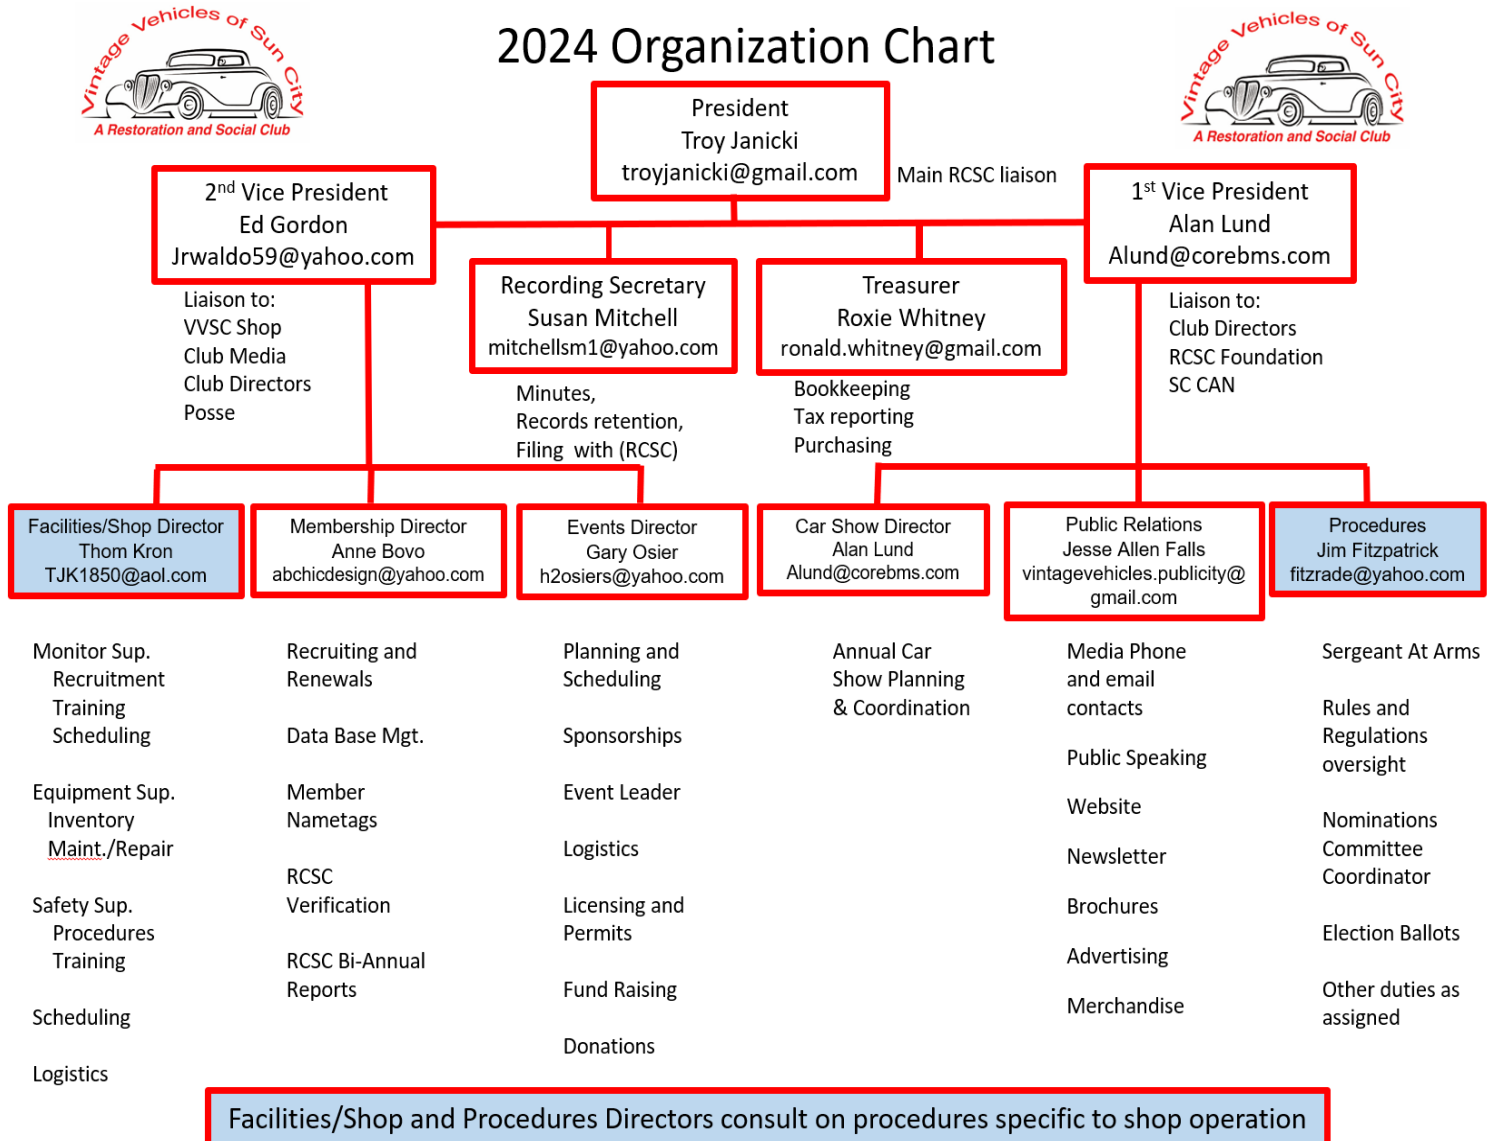 Vintage Vehicles of Sun City
A Restoration and Social Club
2024 Organization Chart
Vintage Vehicles of Sun City
A Restoration and Social Club
President
Troy Janicki
troyjanicki@gmail.com
Main RCSC liaison
2nd Vice President
Ed Gordon
Jrwaldo59@yahoo.com
1st Vice President
Alan Lund
Alund@corebms.com
Liaison to:
VVSC Shop
Club Media
Club Directors
Posse
Recording Secretary
Susan Mitchell
mitchellsm1@yahoo.com
Minutes,
Records retention,
Filing with (RCSC)
Treasurer
Roxie Whitney
ronald.whitney@gmail.com
Bookkeeping
Tax reporting
Purchasing
Liaison to:
Club Directors
RCSC Foundation
SC CAN
Facilities/Shop Director
Thom Kron
TJK1850@aol.com
Membership Director
Anne Bovo
abchicdesign@yahoo.com
Events Director
Gary Osier
h2osiers@yahoo.com
Car Show Director
Alan Lund
Alund@corebms.com
Public Relations
Jesse Allen Falls
vintagevehicles.publicity@
gmail.com
Procedures
Jim Fitzpatrick
fitzrade@yahoo.com
Monitor Sup.
Recruitment
Training
Scheduling
Equipment Sup.
Inventory
Maint./Repair
Safety Sup.
Procedures
Training
Scheduling
Logistics
Recruiting and
Renewals
Data Base Mgt.
Member
Nametags
RCSC
Verification
RCSC Bi-Annual
Reports
Planning and
Scheduling
Sponsorships
Event Leader
Logistics
Licensing and
Permits
Fund Raising
Donations
Annual Car
Show Planning
& Coordination
Media Phone
and email
contacts
Public Speaking
Website
Newsletter
Brochures
Advertising
Merchandise
Sergeant At Arms
Rules and
Regulations
oversight
Nominations
Committee
Coordinator
Election Ballots
Other duties as
assigned
Facilities/Shop and Procedures Directors consult on procedures specific to shop operation